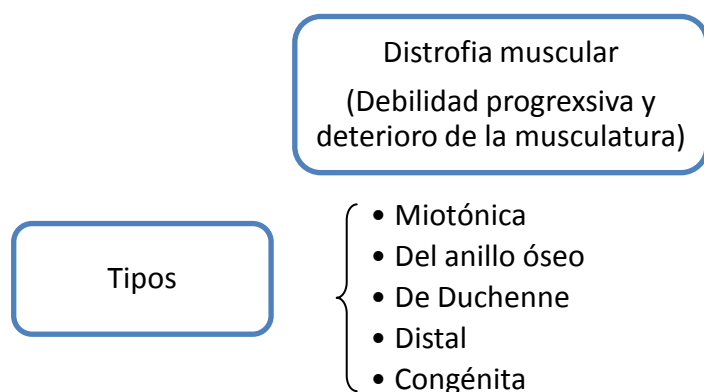 Distrofia muscular
(Debilidad progrexsiva y
deterioro de la musculatura)
Tipos
• Miotónica
• Del anillo óseo
• De Duchenne
• Distal
• Congénita